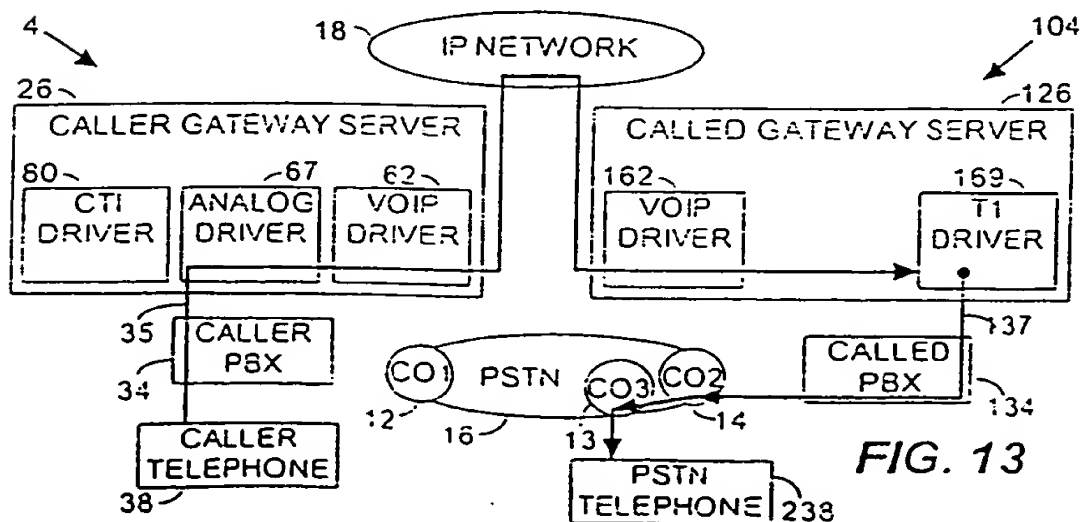 4
18
IP NETWORK
104
26
CALLER GATEWAY SERVER
126
CALLED GATEWAY SERVER
60
CTI
DRIVER
67
ANALOG
DRIVER
62
VOIP DRIVER
162
VOIP
DRIVER
169
T1
DRIVER
35
34
CALLER
PBX
CO1
PSTN
CO3
CO2
137
CALLED
PBX
134
12
16
13
14
CALLER
TELEPHONE
38
PSTN
TELEPHONE
238
FIG. 13